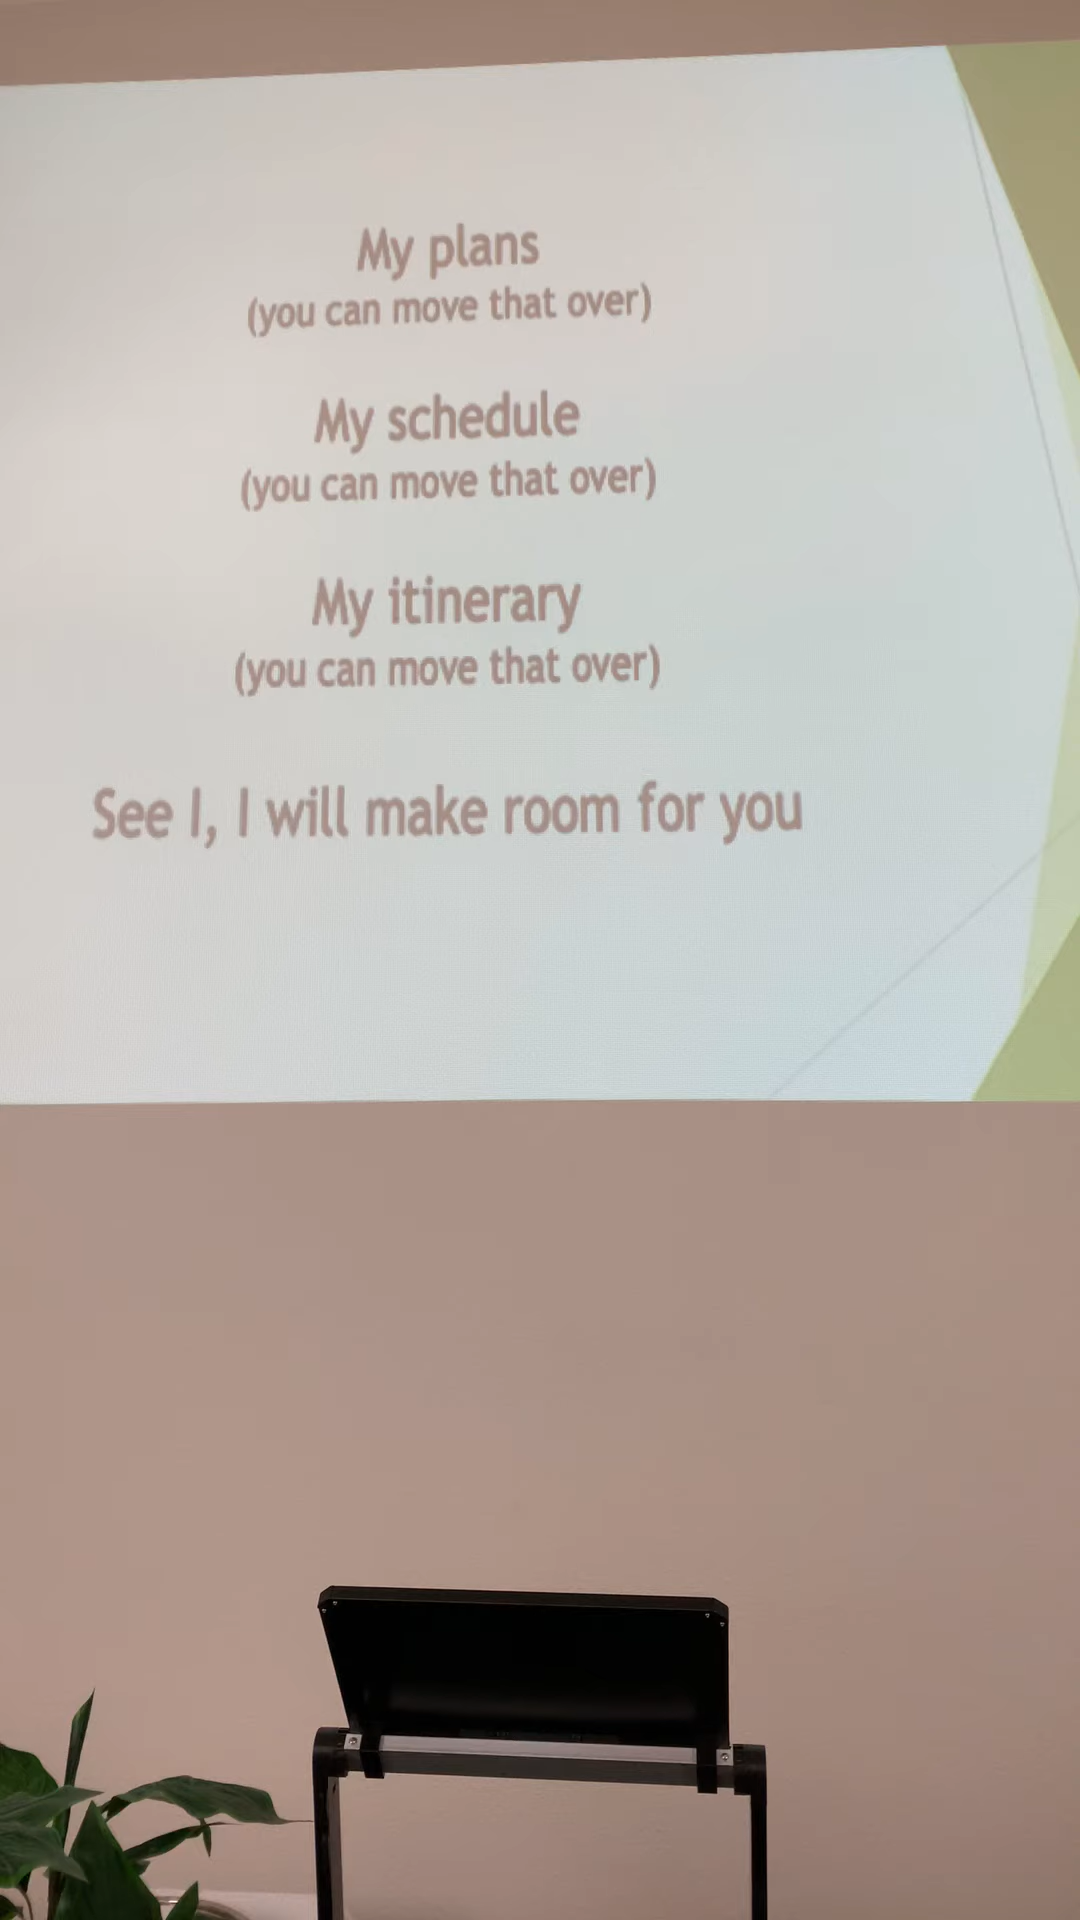 My plans
(you can move that over)
My schedule
(you can move that over)
My itinerary
(you can move that over)
See I, I will make room for you